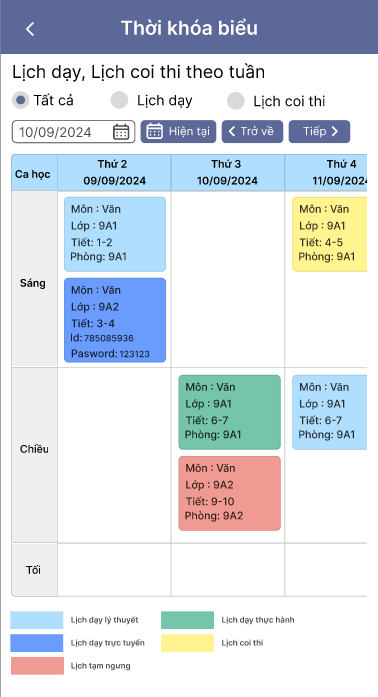 Thời khóa biểu
Lịch dạy, Lịch coi thi theo tuần
Tất cả
Lịch dạy
Lịch coi thi
10/09/2024
Hiện tại
Trở về
Tiếp
Ca học
Thứ 2
09/09/2024
Thứ 3
10/09/2024
Thứ 4
11/09/202
Sáng
Môn : Văn
Lớp : 9A1
Tiết: 1-2
Phòng: 9A1
Môn : Văn
Lớp : 9A2
Tiết: 3-4
Id: 785085936
Pasword: 123123
Môn : Văn
Lớp : 9A1
Tiết: 4-5
Phòng: 9A1
Chiều
Môn : Văn
Lớp : 9A1
Tiết: 6-7
Phòng: 9A1
Môn : Văn
Lớp : 9A2
Tiết: 9-10
Phòng: 9A2
Môn : Văn
Lớp : 9A1
Tiết: 6-7
Phòng: 9A1
Tối
Lịch dạy lý thuyết
Lịch dạy thực hành
Lịch dạy trực tuyến
Lịch coi thi
Lịch tạm ngưng